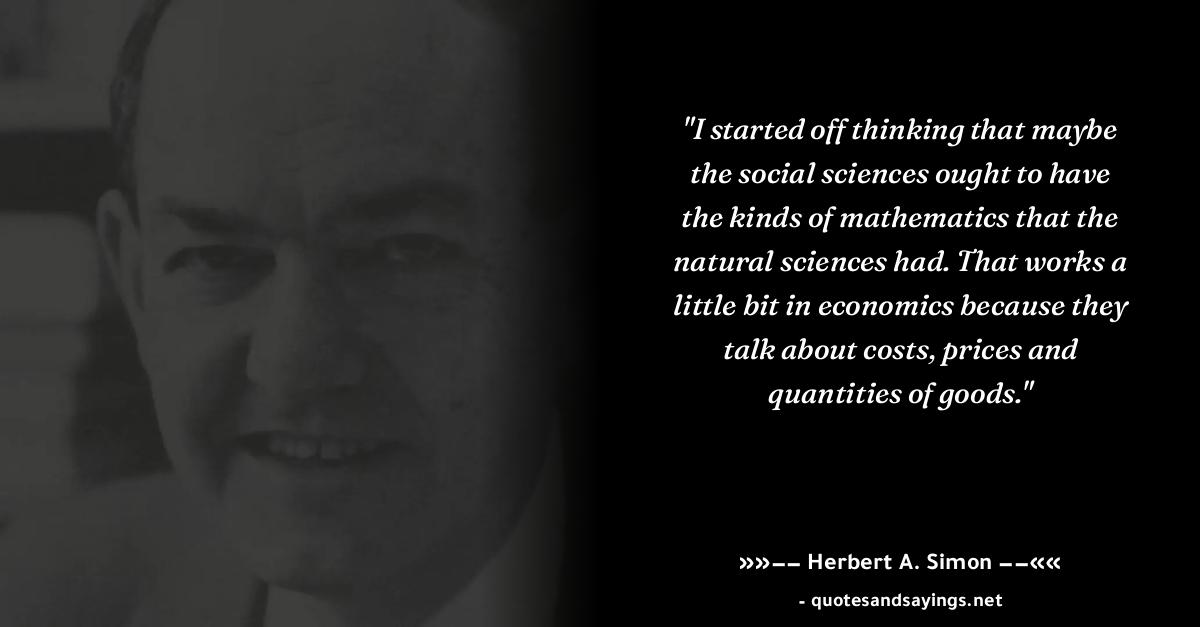 "I started off thinking that maybe
the social sciences ought to have
the kinds of mathematics that the
natural sciences had. That works a
little bit in economics because they
talk about costs, prices and
quantities of goods."
»»−− Herbert A. Simon −−««
- quotesandsayings.net